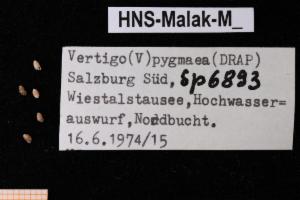 HNS-Malak-M_
Vertigo(V)pygmaea(DRAP)
Salzburg Süd, Sp6893
Wiestalstausee, Hochwasser=
auswurf, Nordbucht.
16.6.1974/15